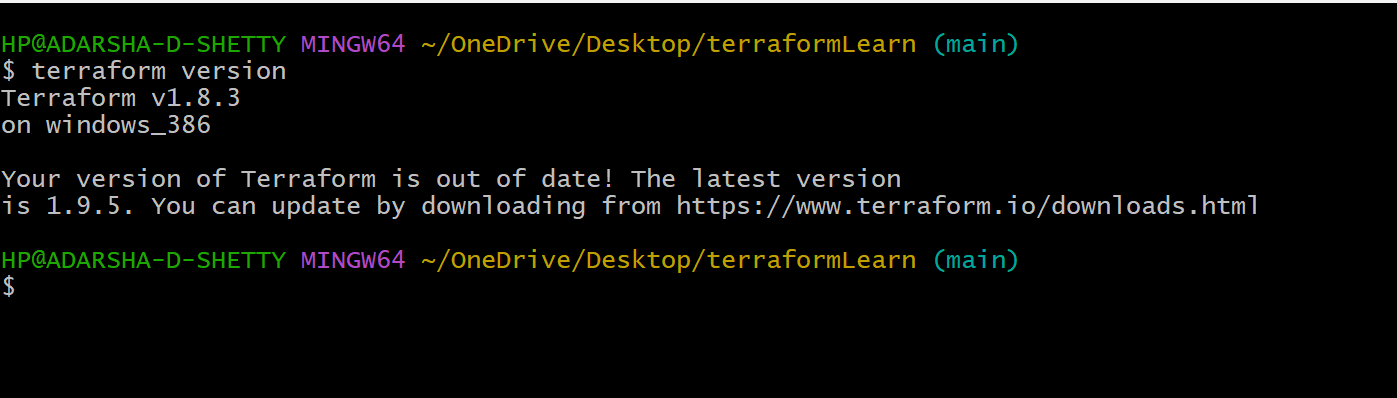 HP@ADARSHA-D-SHETTY MINGW64 ~/OneDrive/Desktop/terraformLearn (main)
$ terraform version
Terraform v1.8.3
on windows_386
Your version of Terraform is out of date! The latest version
is 1.9.5. You can update by downloading from https://www.terraform.io/downloads.html
HP@ADARSHA-D-SHETTY MINGW64 ~/OneDrive/Desktop/terraformLearn (main)
$